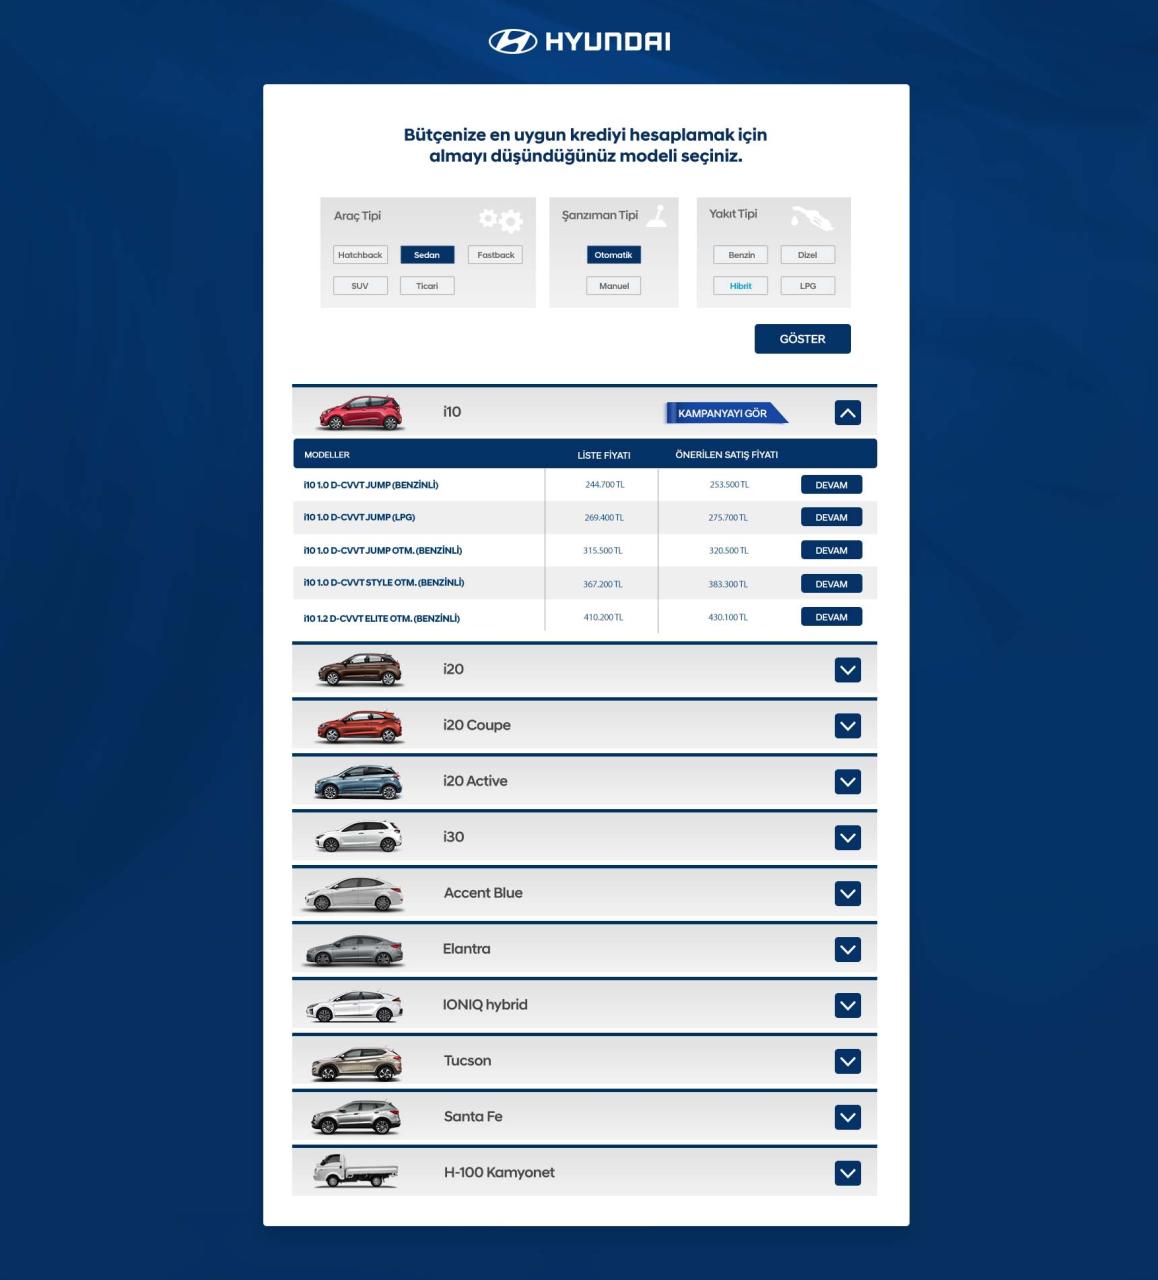 HYUNDAI
Bütçenize en uygun krediyi hesaplamak için
almayı düşündüğünüz modeli seçiniz.
Araç Tipi
Hatchback Sedan Fastback
SUV Ticari
Şanzıman Tipi
Otomatik
Manuel
Yakıt Tipi
Benzin Dizel
Hibrit LPG
GÖSTER
i10 KAMPANYAYI GÖR
MODELLER LİSTE FİYATI ÖNERİLEN SATIŞ FİYATI
i10 1.0 D-CVVT JUMP (BENZİNLİ) 244.700 TL 253.500 TL DEVAM
i10 1.0 D-CVVT JUMP (LPG) 269.400 TL 275.700 TL DEVAM
i10 1.0 D-CVVT JUMP OTM. (BENZİNLİ) 315.500 TL 320.500 TL DEVAM
i10 1.0 D-CVVT STYLE OTM. (BENZİNLİ) 367.200 TL 383.300 TL DEVAM
i10 1.2 D-CVVT ELITE OTM. (BENZİNLİ) 410.200 TL 430.100 TL DEVAM
i20
i20 Coupe
i20 Active
i30
Accent Blue
Elantra
IONIQ hybrid
Tucson
Santa Fe
H-100 Kamyonet